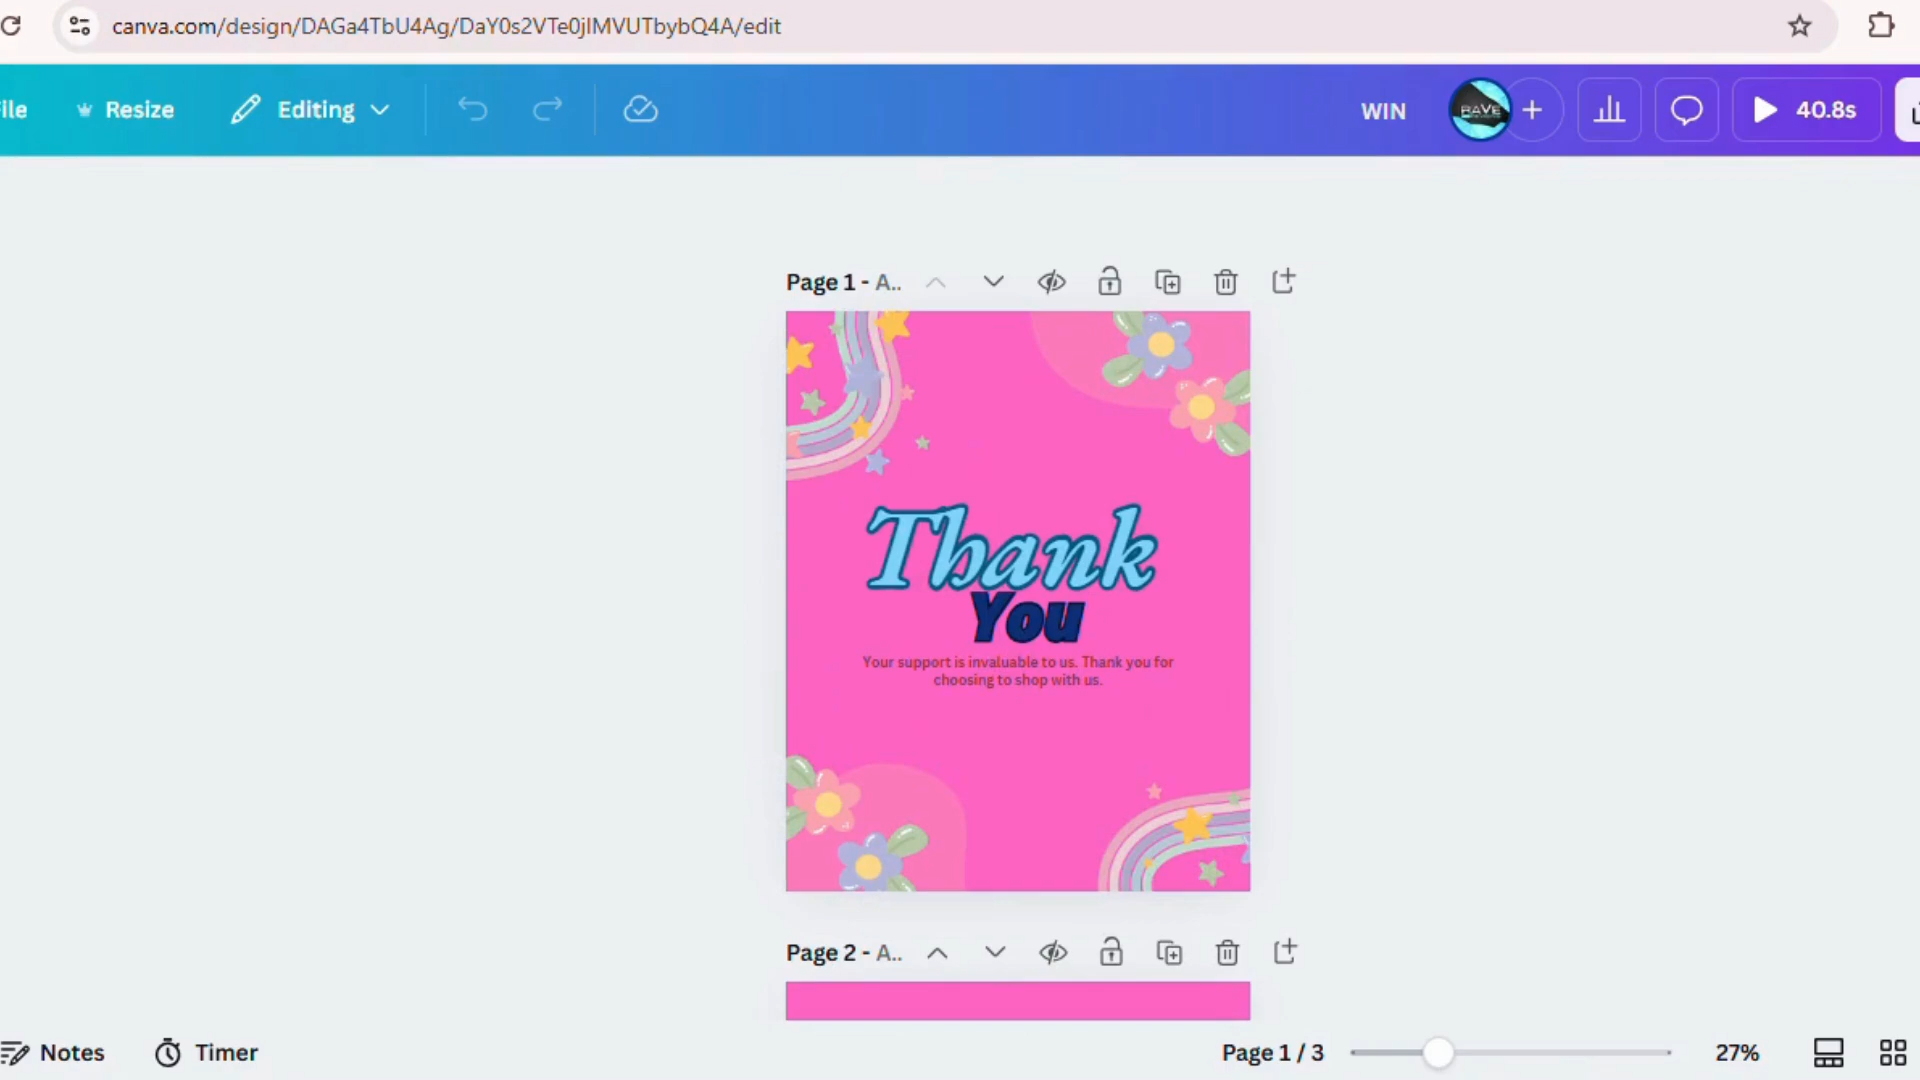 canva.com/design/DAGa4TbU4Ag/DaY0s2VTe0jIMVUTbybQ4A/edit
ile
Resize
Editing
WIN
RAVE
40.8s
Page 1 - A..
Thank
You
Your support is invaluable to us. Thank you for
choosing to shop with us.
Page 2 - A..
Notes
Timer
Page 1 / 3
27%